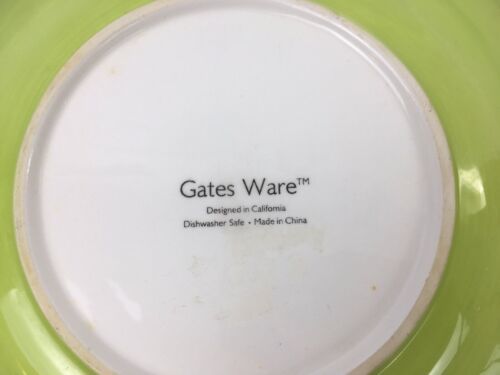 Gates Ware™
Designed in California
Dishwasher Safe • Made in China